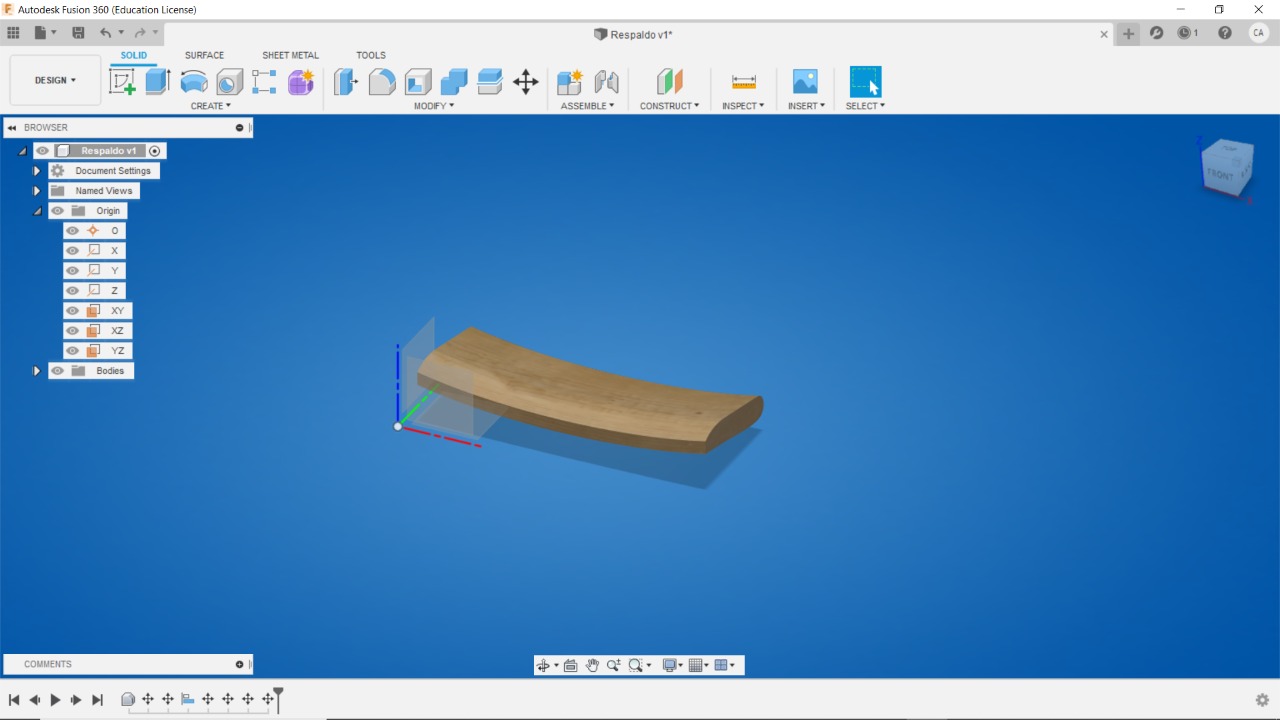 Autodesk Fusion 360 (Education License)
Respaldo v1*
1
CA
DESIGN
SOLID
SURFACE
SHEET METAL
TOOLS
CREATE
MODIFY
ASSEMBLE
CONSTRUCT
INSPECT
INSERT
SELECT
BROWSER
Respaldo v1
Document Settings
Named Views
Origin
O
X
Y
Z
XY
XZ
YZ
Bodies
TOP
FRONT
Z
X
COMMENTS